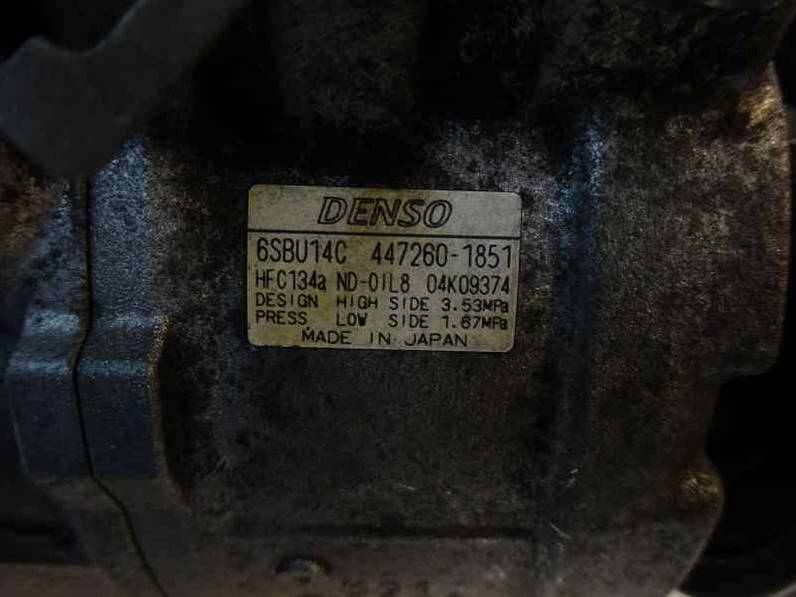 DENSO
6SBU14C 447260-1851
HFC134a ND-OIL8 04K09374
DESIGN HIGH SIDE 3.53MPa
PRESS LOW SIDE 1.67MPa
MADE IN JAPAN